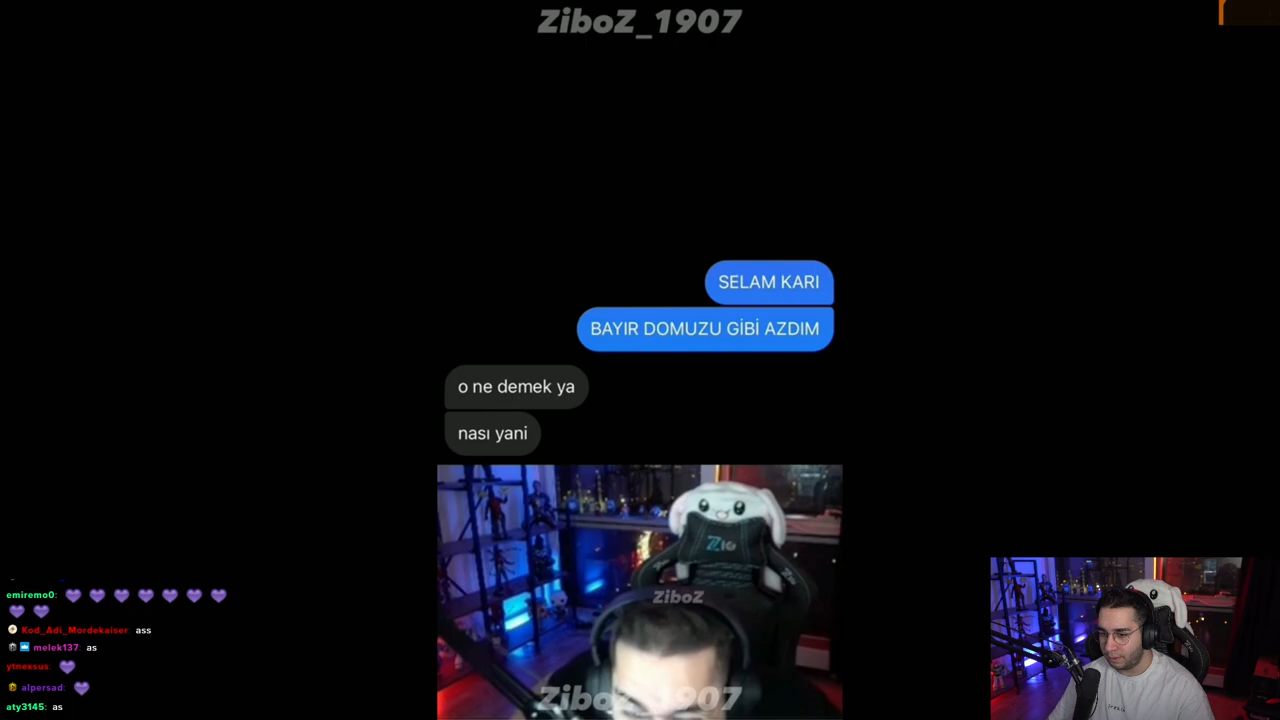 ZiboZ_1907
SELAM KARI
BAYIR DOMUZU GİBİ AZDIM
o ne demek ya
nası yani
ZiboZ
ZiboZ_1907
emiremo0:
Kod_Adi_Mordekaiser: ass
melek137: as
ytnexsus:
alpersad:
aty3145: as